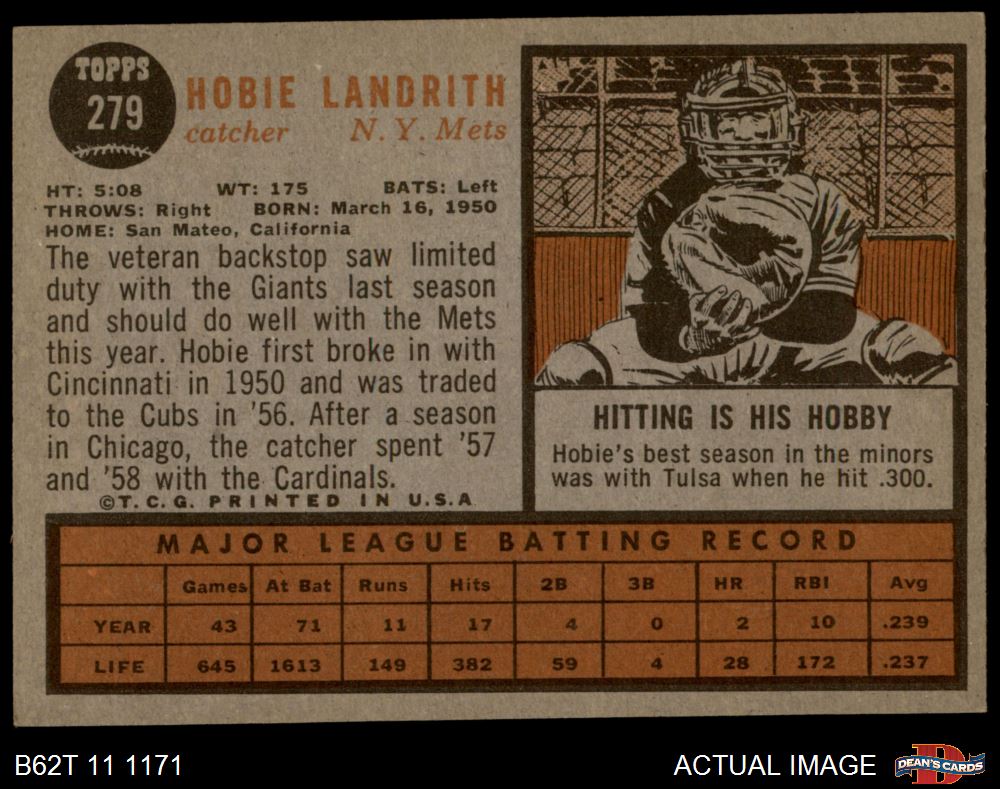 TOPPS
279
HOBIE LANDRITH
catcher N. Y. Mets
HT: 5:08 WT: 175 BATS: Left
THROWS: Right BORN: March 16, 1950
HOME: San Mateo, California
The veteran backstop saw limited
duty with the Giants last season
and should do well with the Mets
this year. Hobie first broke in with
Cincinnati in 1950 and was traded
to the Cubs in '56. After a season
in Chicago, the catcher spent '57
and '58 with the Cardinals.
©T. C. G. PRINTED IN U. S. A
HITTING IS HIS HOBBY
Hobie's best season in the minors
was with Tulsa when he hit .300.
MAJOR LEAGUE BATTING RECORD
Games At Bat Runs Hits 2B 3B HR RBI Avg
YEAR 43 71 11 17 4 0 2 10 .239
LIFE 645 1613 149 382 59 4 28 172 .237
B62T 11 1171
ACTUAL IMAGE
D
DEAN'S CARDS